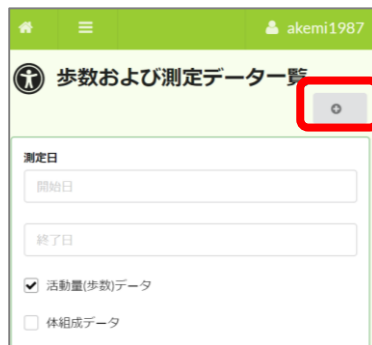 akemi1987
歩数および測定データ一覧
測定日
開始日
終了日
活動量(歩数)データ
体組成データ